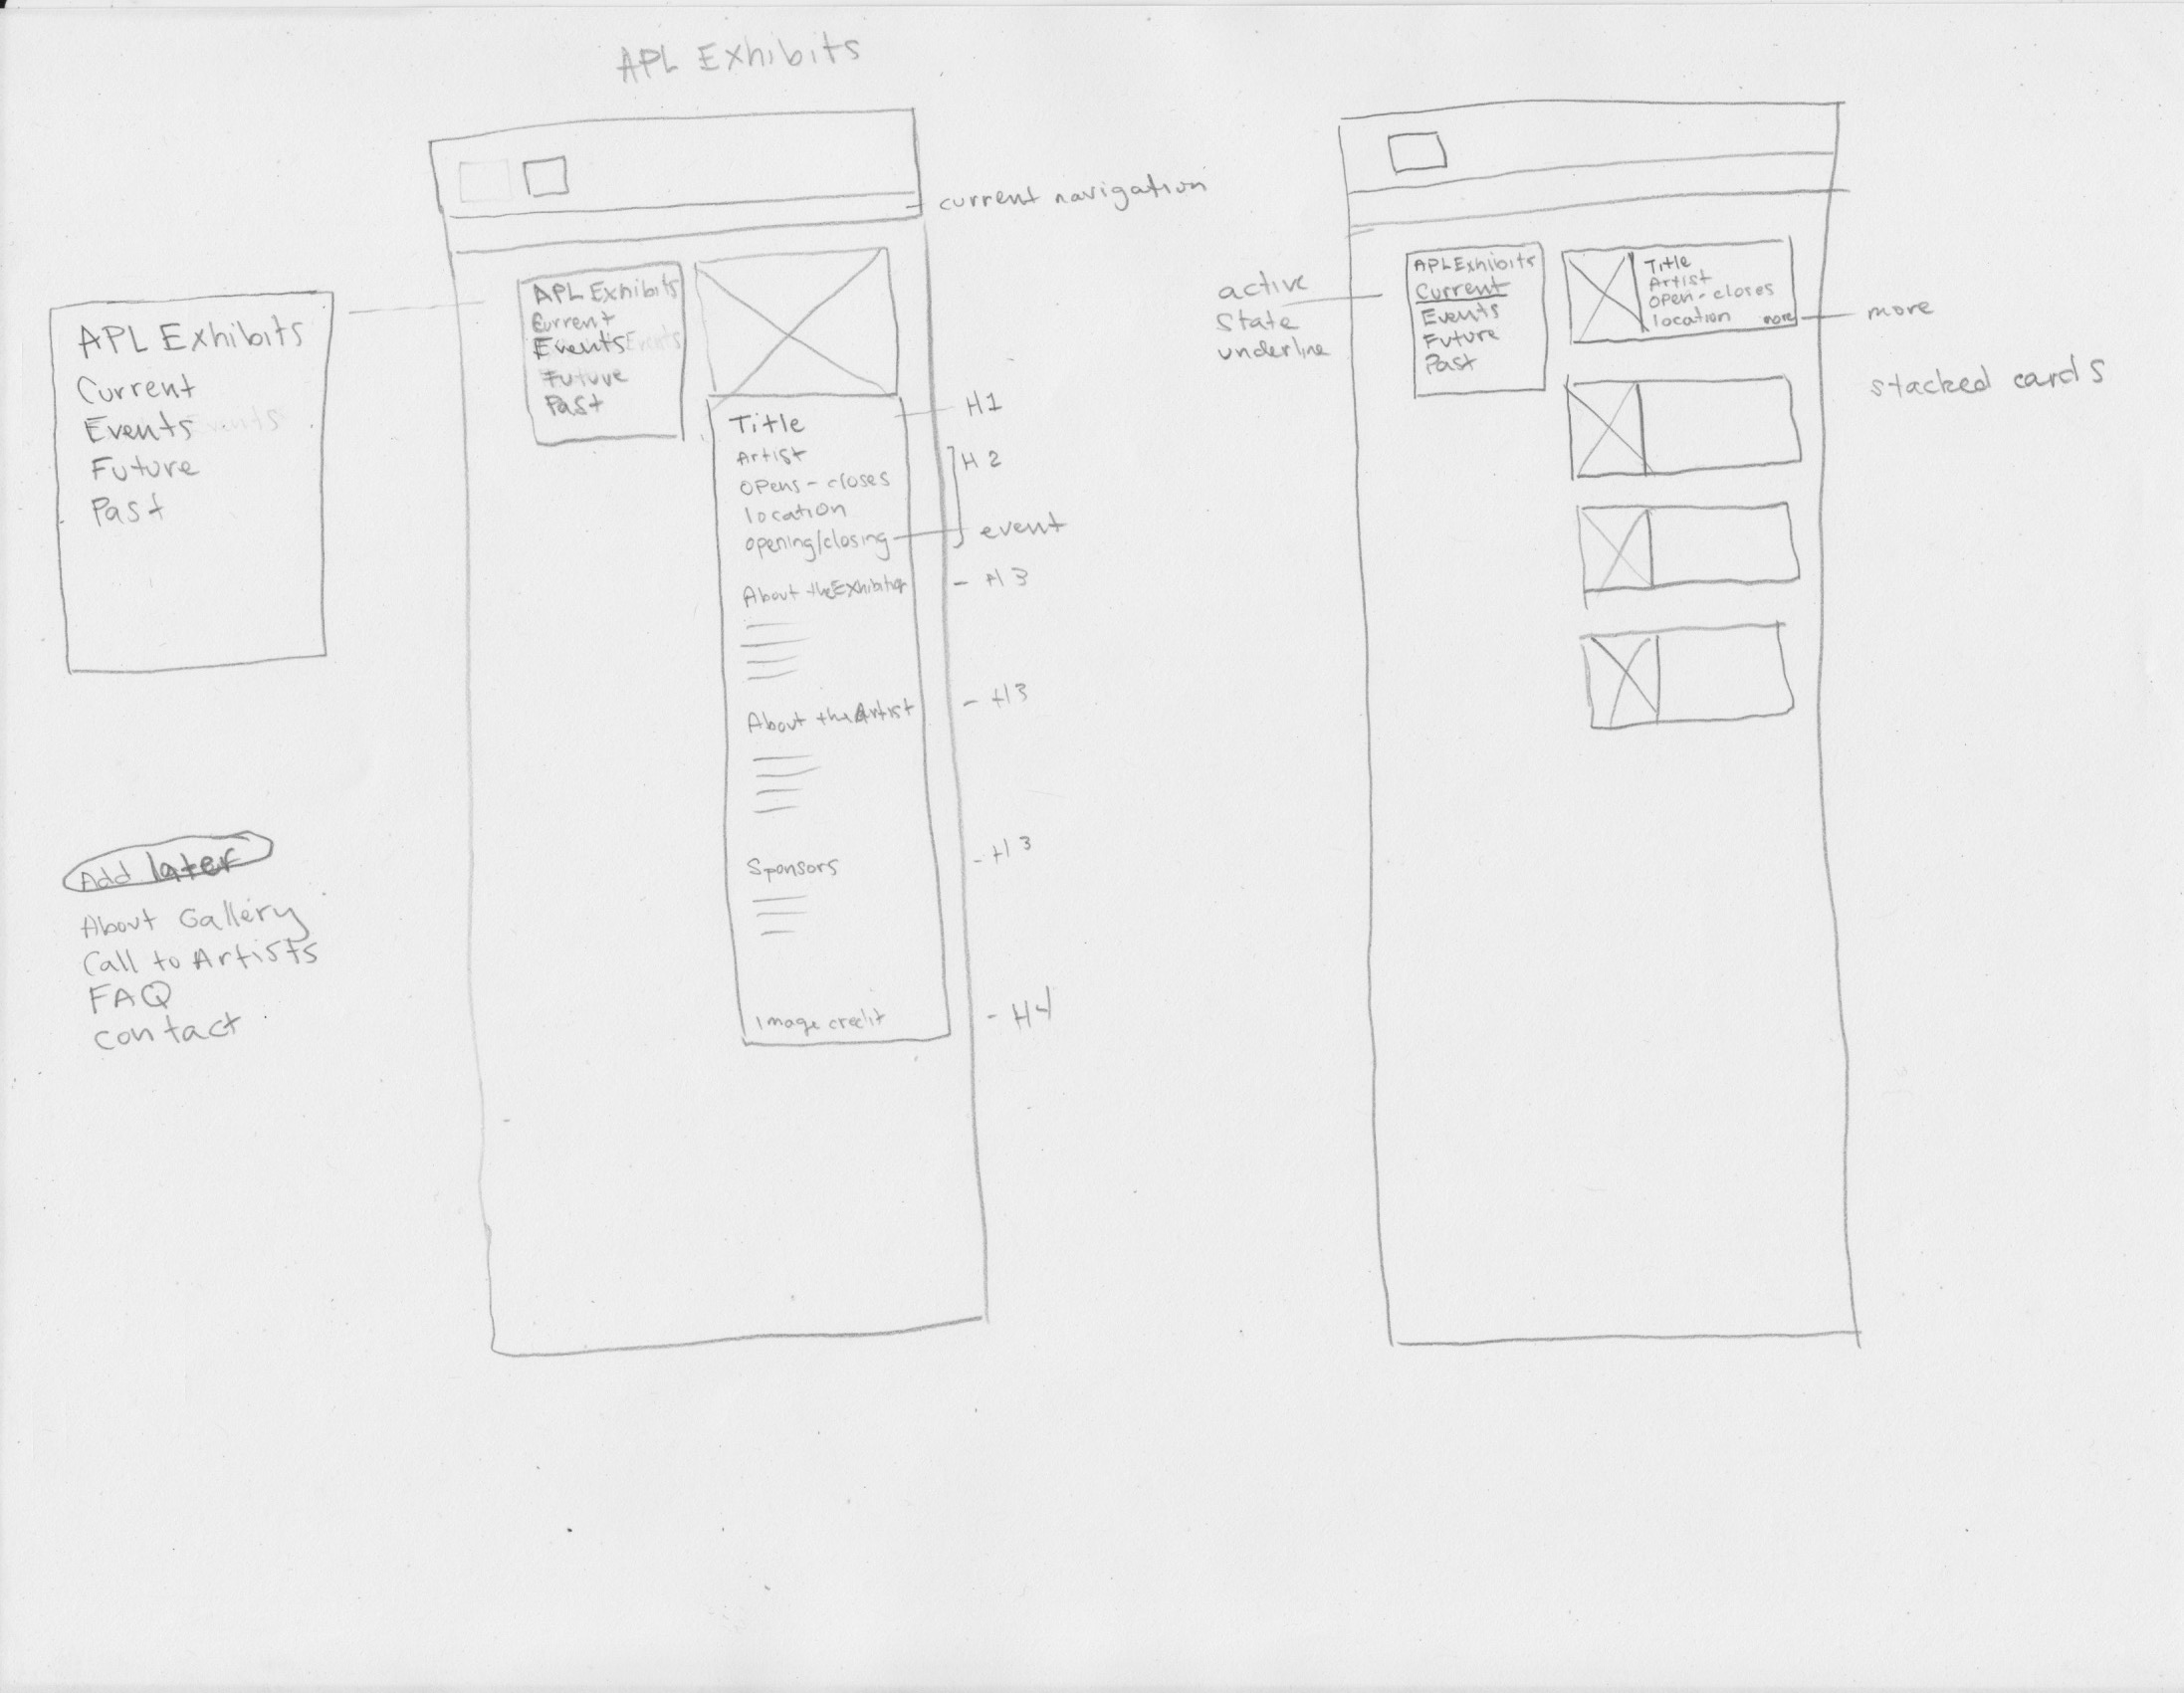 APL Exhibits
APL Exhibits
Current
Events
Future
Past
Add later
About Gallery
Call to Artists
FAQ
contact
current navigation
APL Exhibits
Current
Events
Events
Future
Past
Title
Artist
opens - closes
location
opening/closing
About the Exhibition
About the Artist
Sponsors
Image credit
H1
H2
event
- H3
- H3
- H3
- H4
active
state
underline
APL Exhibits
Current
Events
Future
Past
Title
Artist
open - closes
location more
more
stacked cards